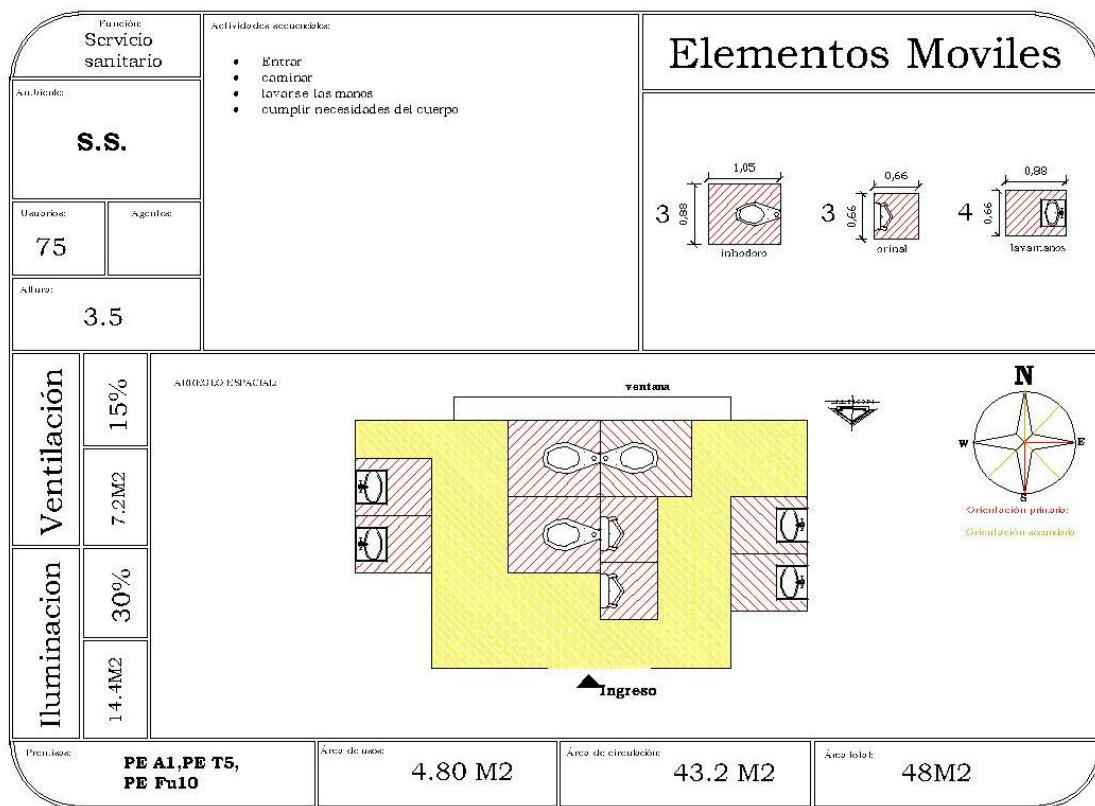 Función:
Servicio
sanitario
Ambiente:
S.S.
Usuarios:
75
Agentes:
Altura:
3.5
Actividades secuenciales:
• Entrar
• caminar
• lavarse las manos
• cumplir necesidades del cuerpo
Elementos Moviles
3
1,05
0,88
inhodoro
3
0,66
0,66
orinal
4
0,88
0,66
lavamanos
Ventilación
15%
7.2M2
Iluminacion
30%
14.4M2
ARREGLO ESPACIAL:
ventana
Ingreso
N
W
E
S
Orientación primaria:
Orientación secundaria
Premisas:
PE A1,PE T5,
PE Fu10
Área de usos:
4.80 M2
Área de circulación:
43.2 M2
Área total:
48M2